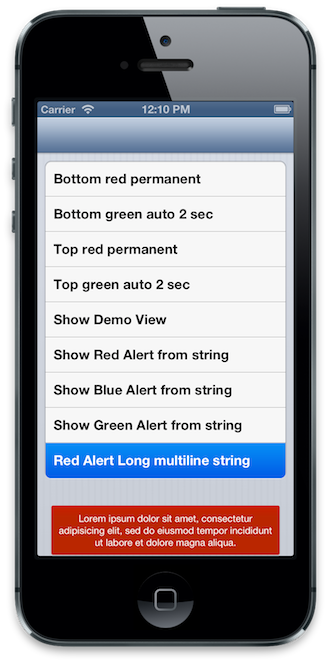 Carrier 12:10 PM
Bottom red permanent
Bottom green auto 2 sec
Top red permanent
Top green auto 2 sec
Show Demo View
Show Red Alert from string
Show Blue Alert from string
Show Green Alert from string
Red Alert Long multiline string
Lorem ipsum dolor sit amet, consectetur
adipisicing elit, sed do eiusmod tempor incididunt
ut labore et dolore magna aliqua.